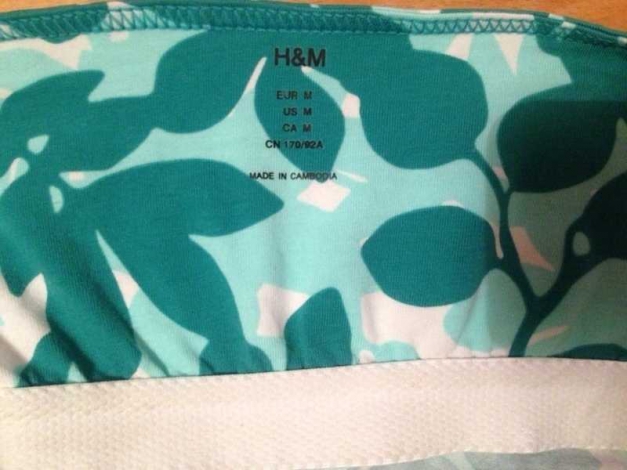 H&M
EUR M
US M
CA M
CN 170/92A
MADE IN CAMBODIA